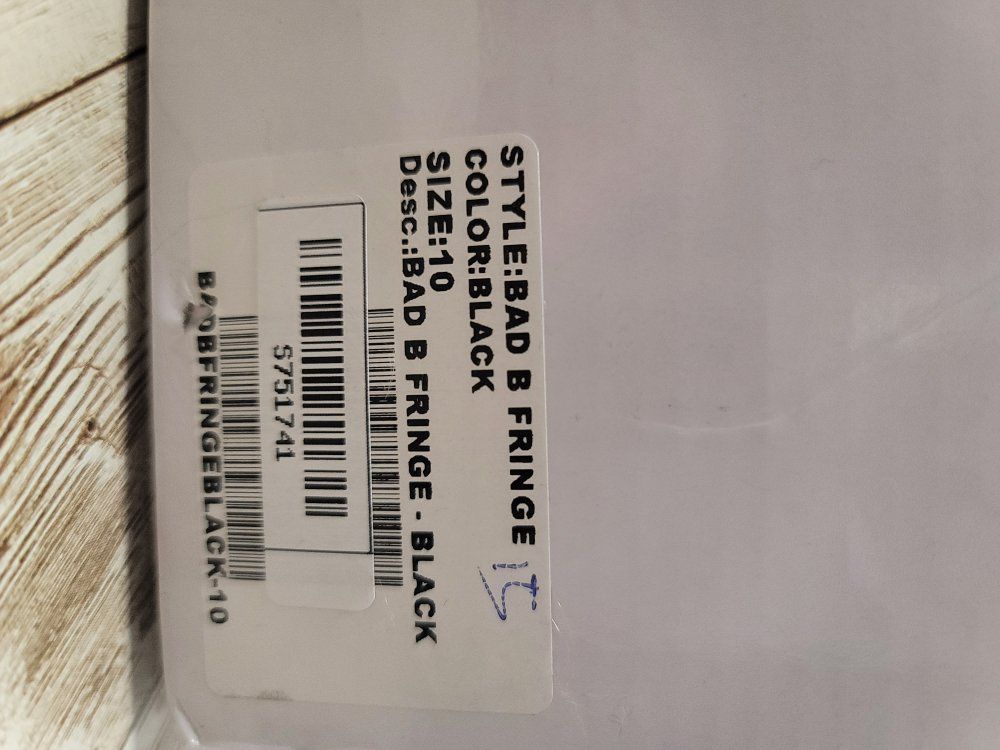 STYLE:BAD B FRINGE
COLOR:BLACK
SIZE:10
Desc.:BAD B FRINGE - BLACK
5751741
BADBFRINGEBLACK-10